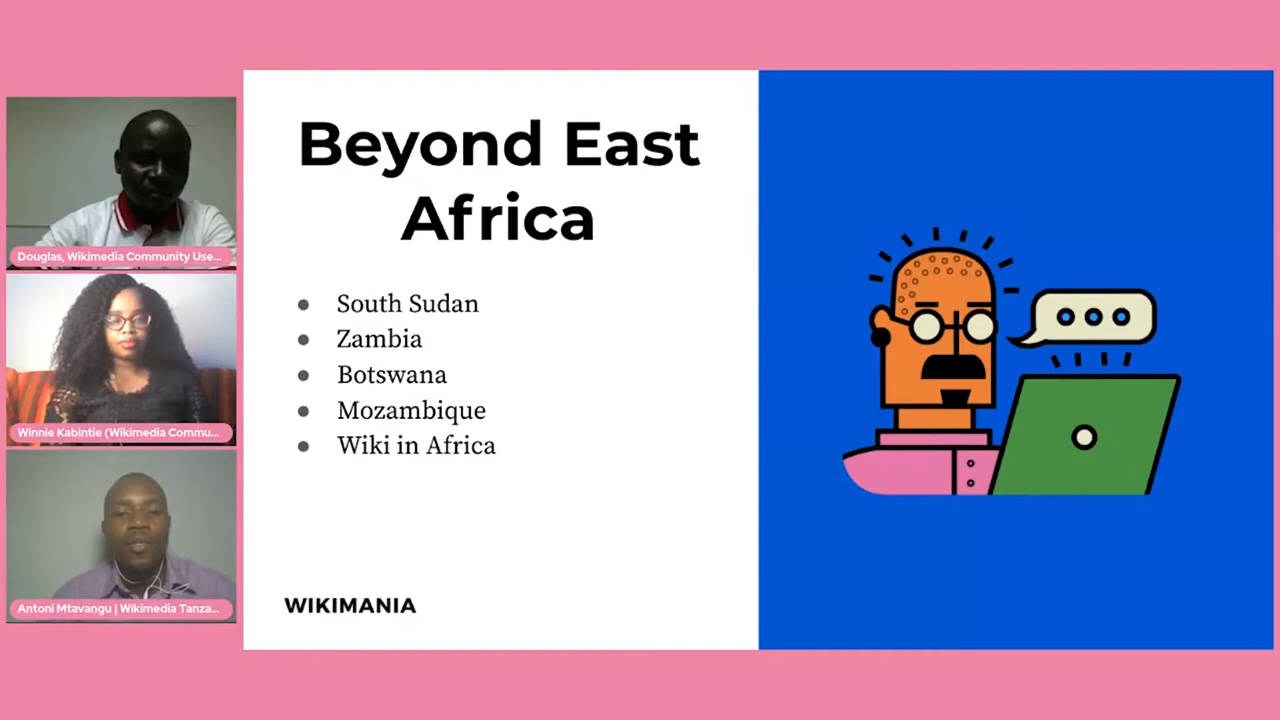 Douglas, Wikimedia Community Use...
Winnie Kabintie (Wikimedia Commu...
Antoni Mtavangu | Wikimedia Tanza...
Beyond East
Africa
● South Sudan
● Zambia
● Botswana
● Mozambique
● Wiki in Africa
WIKIMANIA